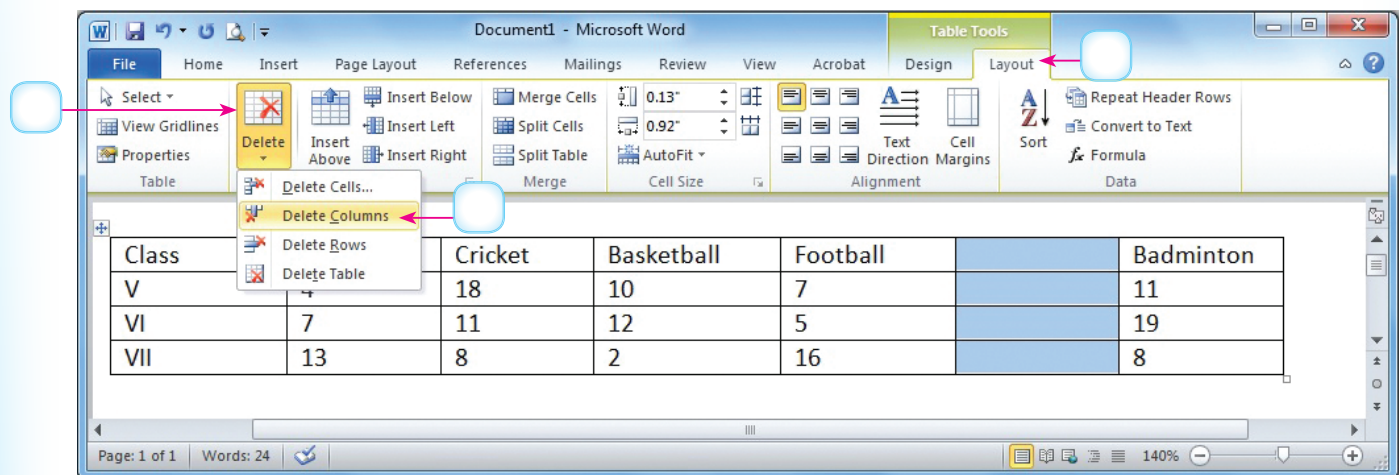 W
Document1 - Microsoft Word
Table Tools
File Home Insert Page Layout References Mailings Review View Acrobat Design Layout
Select
View Gridlines
Properties
Table
Delete
Insert Above
Insert Below
Insert Left
Insert Right
Merge Cells
Split Cells
Split Table
Merge
0.13"
0.92"
AutoFit
Cell Size
Text Direction
Cell Margins
Alignment
A Z
Sort
Repeat Header Rows
Convert to Text
fx Formula
Data
Delete Cells...
Delete Columns
Delete Rows
Delete Table
Class Cricket Basketball Football Badminton
V 4 18 10 7 11
VI 7 11 12 5 19
VII 13 8 2 16 8
Page: 1 of 1 Words: 24 140%